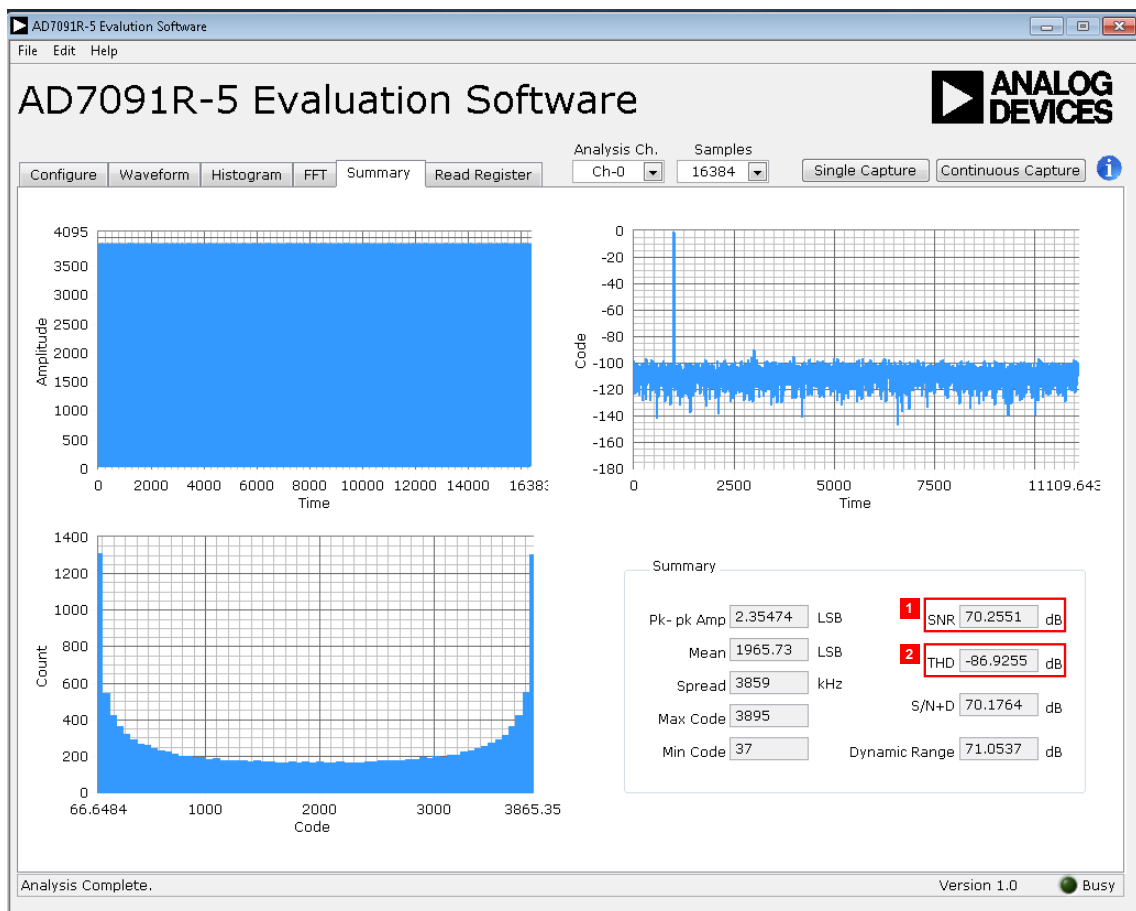 AD7091R-5 Evalution Software
File Edit Help
AD7091R-5 Evaluation Software
ANALOG
DEVICES
Analysis Ch. Samples
Configure Waveform Histogram FFT Summary Read Register Ch-0 16384 Single Capture Continuous Capture i
4095
3500
3000
2500
2000
1500
1000
500
0
Amplitude
0 2000 4000 6000 8000 10000 12000 14000 16383
Time
0
-20
-40
-60
-80
-100
-120
-140
-160
-180
Code
0 2500 5000 7500 11109.643
Time
1400
1200
1000
800
600
400
200
0
Count
66.6484 1000 2000 3000 3865.35
Code
Summary
Pk- pk Amp 2.35474 LSB
Mean 1965.73 LSB
Spread 3859 kHz
Max Code 3895
Min Code 37
1 SNR 70.2551 dB
2 THD -86.9255 dB
S/N+D 70.1764 dB
Dynamic Range 71.0537 dB
Analysis Complete.
Version 1.0 Busy